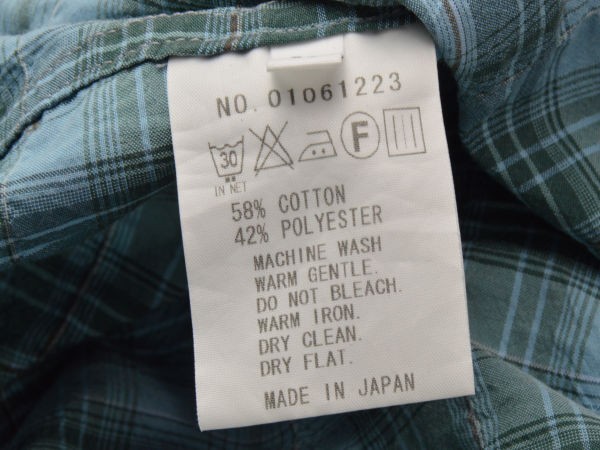 NO. 01061223
30 F
IN NET
58% COTTON
42% POLYESTER
MACHINE WASH
WARM GENTLE.
DO NOT BLEACH.
WARM IRON.
DRY CLEAN.
DRY FLAT.
MADE IN JAPAN